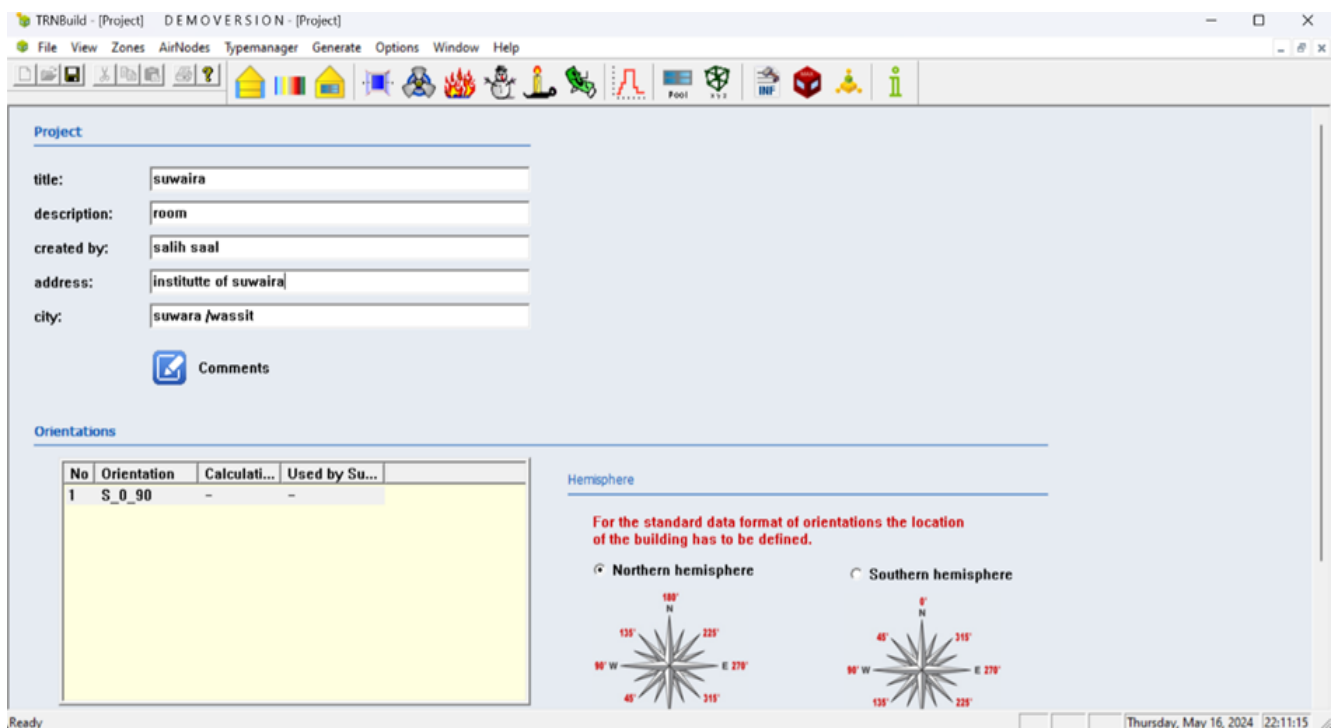 TRNBuild - [Project] D E M O V E R S I O N - [Project]
File View Zones AirNodes Typemanager Generate Options Window Help
Pool
x y z
INF
Project
title: suwaira
description: room
created by: salih saal
address: institutte of suwaira
city: suwara /wassit
Comments
Orientations
No Orientation Calculati... Used by Su...
1 S_0_90 - -
Hemisphere
For the standard data format of orientations the location
of the building has to be defined.
Northern hemisphere Southern hemisphere
180° 0°
N N
135° 225° 45° 315°
90° W E 270° 90° W E 270°
45° 315° 135° 225°
Ready Thursday, May 16, 2024 22:11:15